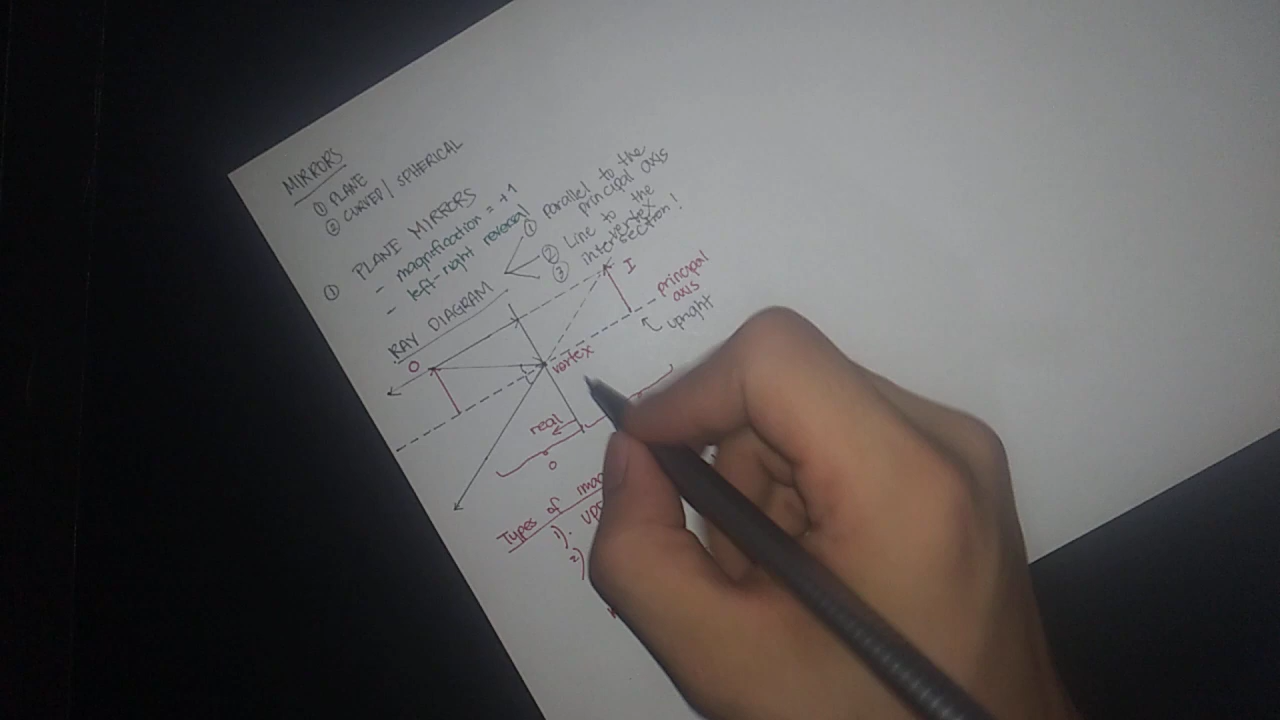 MIRRORS
① PLANE
② CURVED / SPHERICAL
① PLANE MIRRORS
- magnification = +1
- left-right reversal
RAY DIAGRAM
① parallel to the
principal axis
② Line to the
vertex
③ intersection!
O
I
principal
axis
upright
vertex
real
o
Types of
1).
2)